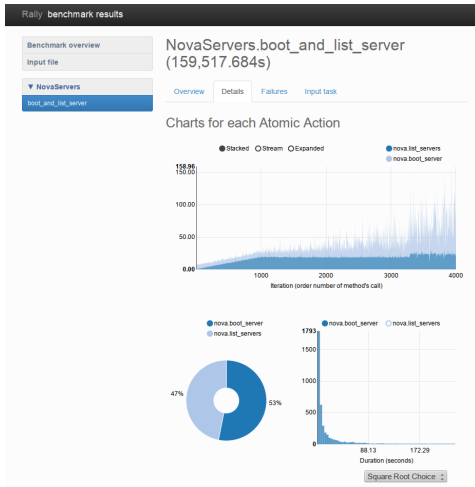 Rally benchmark results
Benchmark overview
Input file
▼ NovaServers
boot_and_list_server
NovaServers.boot_and_list_server
(159,517.684s)
Overview Details Failures Input task
Charts for each Atomic Action
Stacked Stream Expanded nova.list_servers
nova.boot_server
158.96
150.00
100.00
50.00
0.00
1000 2000 3000 4000
Iteration (order number of method's call)
nova.boot_server
nova.list_servers
47%
53%
nova.boot_server nova.list_servers
1793
1500
1000
500
0
88.13 172.29
Duration (seconds)
Square Root Choice